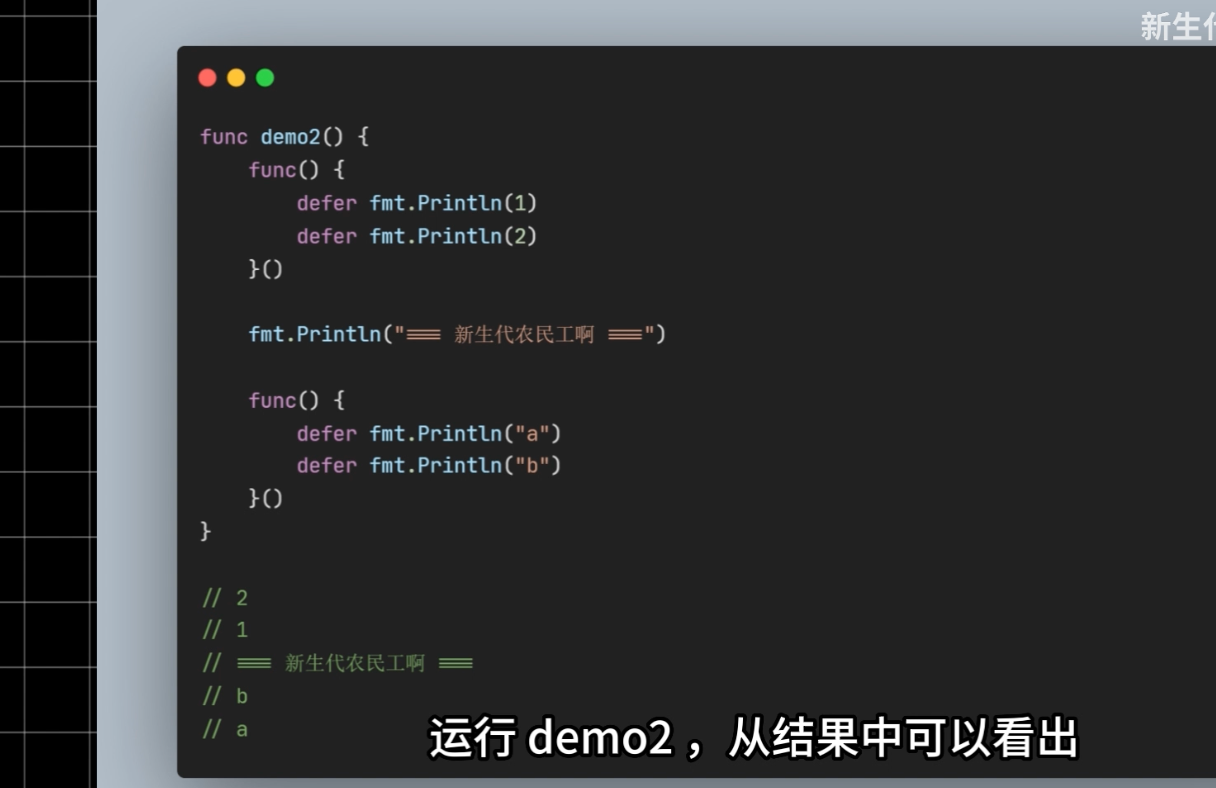 新生
func demo2() {
func() {
defer fmt.Println(1)
defer fmt.Println(2)
}()
fmt.Println("=== 新生代农民工啊 ===")
func() {
defer fmt.Println("a")
defer fmt.Println("b")
}()
}
// 2
// 1
// === 新生代农民工啊 ===
// b
// a
运行 demo2 ，从结果中可以看出